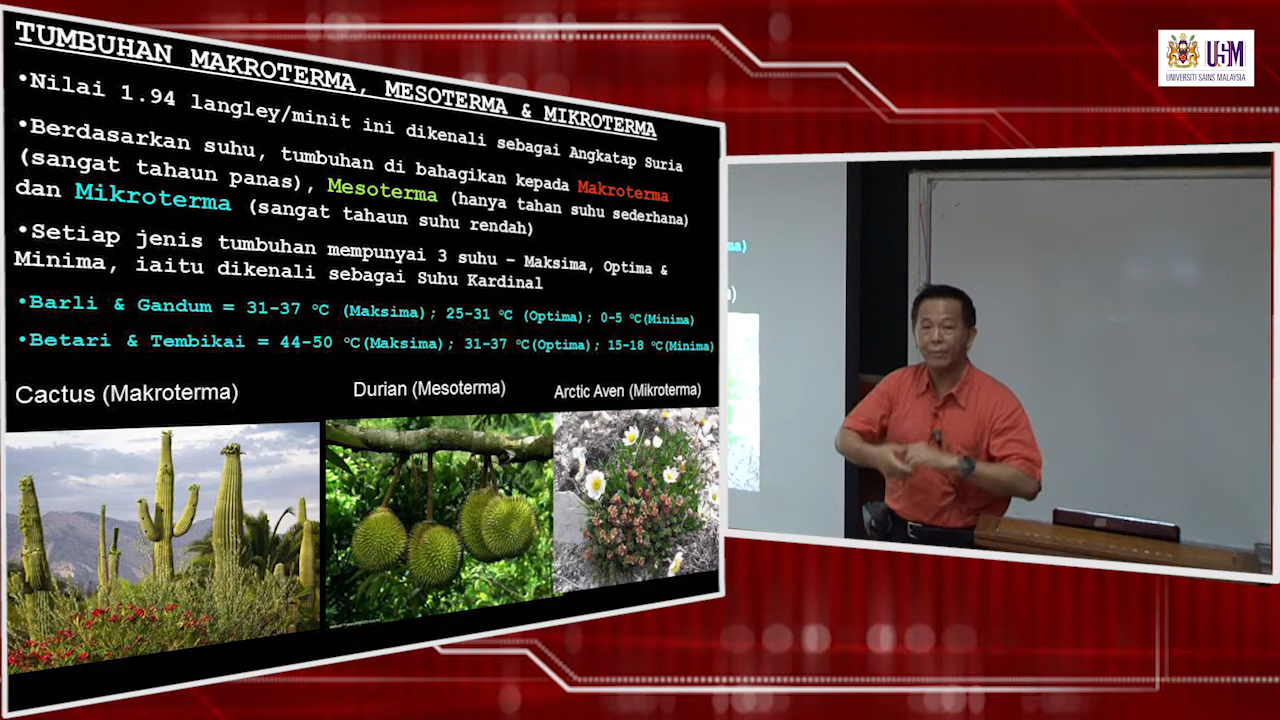 TUMBUHAN MAKROTERMA, MESOTERMA & MIKROTERMA
•Nilai 1.94 langley/minit ini dikenali sebagai Angkatap Suria
•Berdasarkan suhu, tumbuhan di bahagikan kepada Makroterma
(sangat tahaun panas), Mesoterma (hanya tahan suhu sederhana)
dan Mikroterma (sangat tahaun suhu rendah)
•Setiap jenis tumbuhan mempunyai 3 suhu – Maksima, Optima &
Minima, iaitu dikenali sebagai Suhu Kardinal
•Barli & Gandum = 31-37 °C (Maksima); 25-31 °C (Optima); 0-5 °C(Minima)
•Betari & Tembikai = 44-50 °C(Maksima); 31-37 °C(Optima); 15-18 °C(Minima)
Cactus (Makroterma)
Durian (Mesoterma)
Arctic Aven (Mikroterma)
USM
UNIVERSITI SAINS MALAYSIA